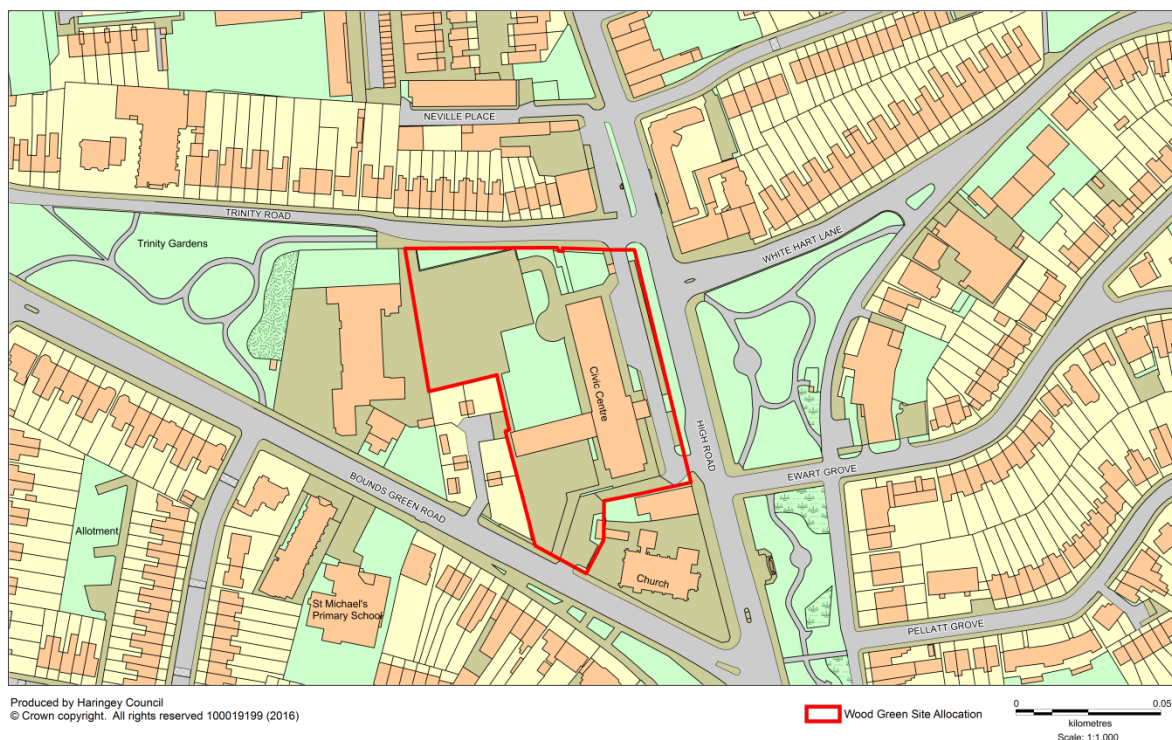 NEVILLE PLACE
TRINITY ROAD
Trinity Gardens
WHITE HART LANE
Civic Centre
HIGH ROAD
EWART GROVE
BOUNDS GREEN ROAD
Allotment
Church
St Michael's
Primary School
PELLATT GROVE
Produced by Haringey Council
© Crown copyright. All rights reserved 100019199 (2016)
Wood Green Site Allocation
0 0.05
kilometres
Scale: 1:1,000